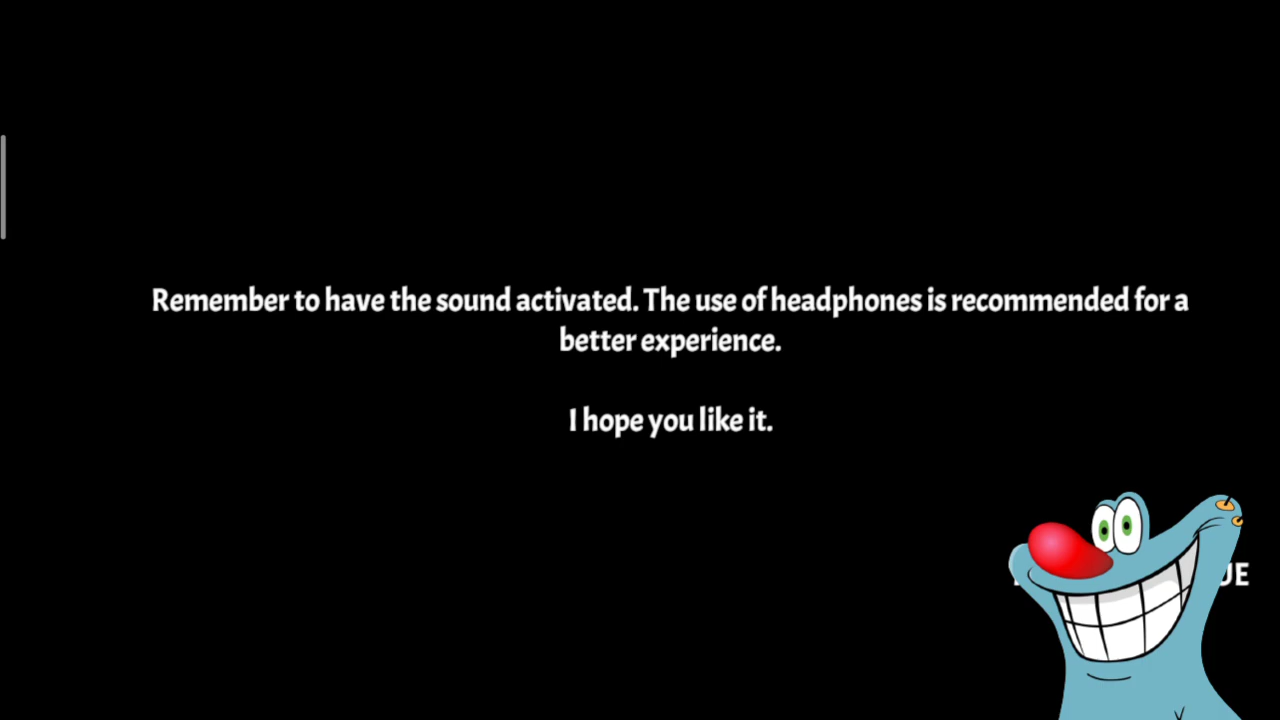 Remember to have the sound activated. The use of headphones is recommended for a
better experience.
I hope you like it.